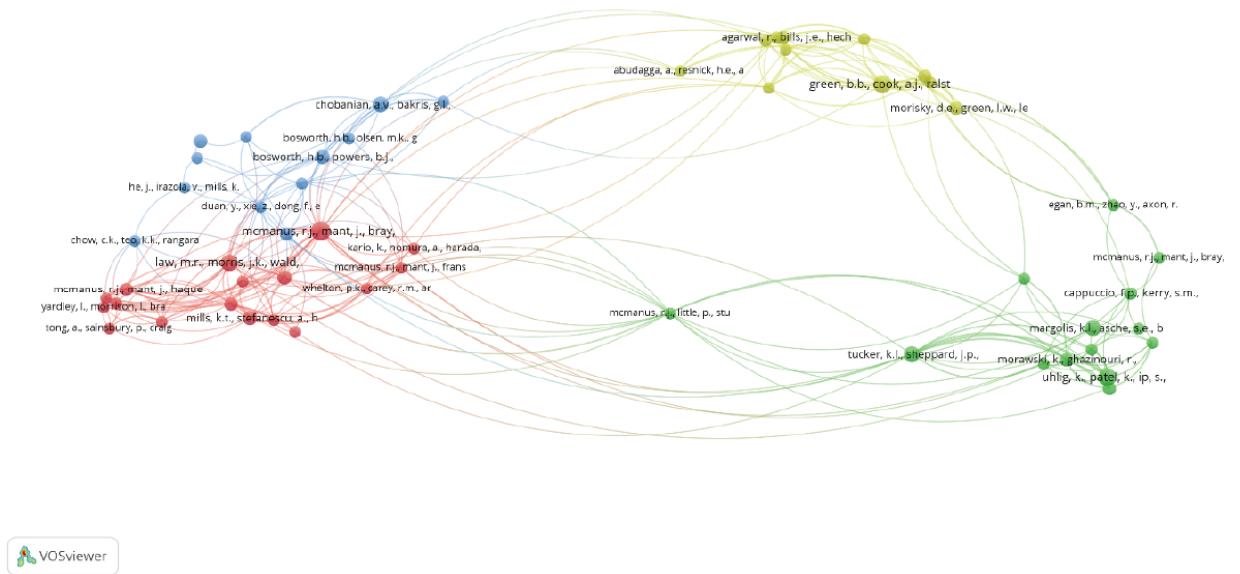 agarwal, r., bills, j.e., hech
abudagga, a., resnick, h.e., a
green, b.b., cook, a.j., ralst
morisky, d.e., green, l.w., le
chobanian, a.v., bakris, g.l.,
bosworth, h.b., olsen, m.k., g
bosworth, h.b., powers, b.j.,
he, j., irazola, v., mills, k.
duan, y., xie, z., dong, f., e
egan, b.m., zhao, y., axon, r.
mcmanus, r.j., mant, j., bray,
chow, c.k., teo, k.k., rangara
kario, k., nomura, a., harada,
mcmanus, r.j., mant, j., bray,
law, m.r., morris, j.k., wald,
mcmanus, r.j., mant, j., frans
mcmanus, r.j., mant, j., haque
whelton, p.k., carey, r.m., ar
cappuccio, f.p., kerry, s.m.,
yardley, l., morrison, l., bra
mcmanus, r.j., little, p., stu
mills, k.t., stefanescu, a., h
tong, a., sainsbury, p., craig
margolis, k.l., asche, s.e., b
tucker, k.l., sheppard, j.p.,
morawski, k., ghazinouri, r.,
uhlig, k., patel, k., ip, s.,
VOSviewer